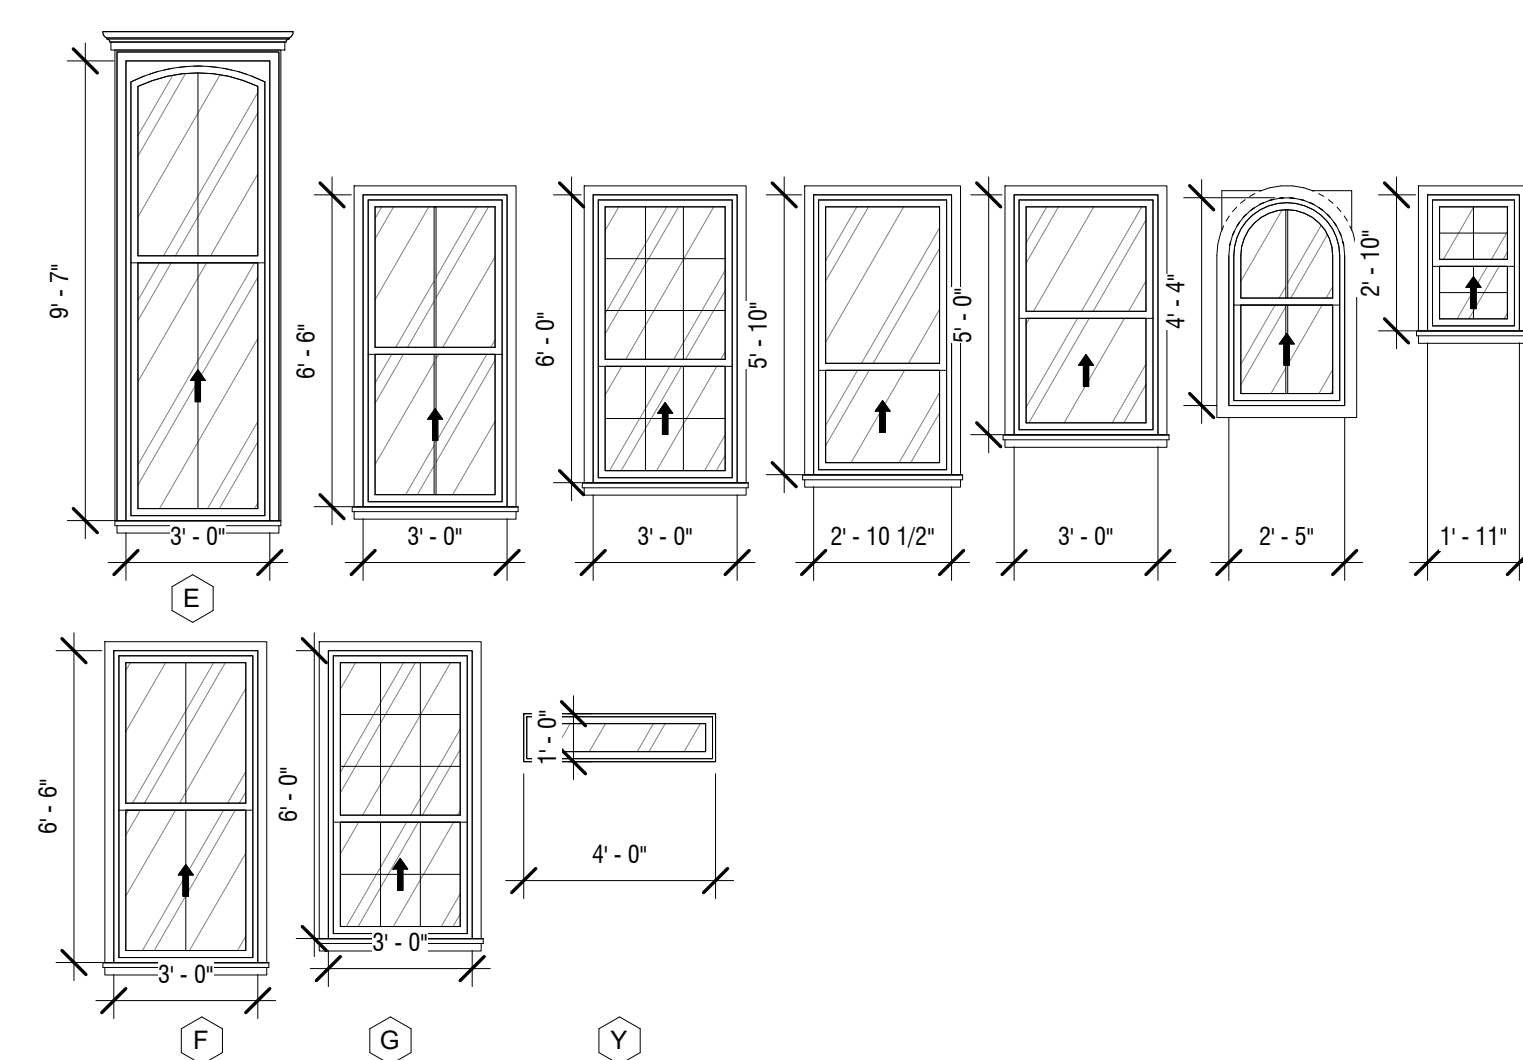 9' - 7"
6' - 6"
6' - 0"
5' - 10"
5' - 0"
4' - 4"
2' - 10"
3' - 0"
3' - 0"
3' - 0"
2' - 10 1/2"
3' - 0"
2' - 5"
1' - 11"
E
6' - 6"
6' - 0"
1' - 0"
4' - 0"
3' - 0"
3' - 0"
F
G
Y